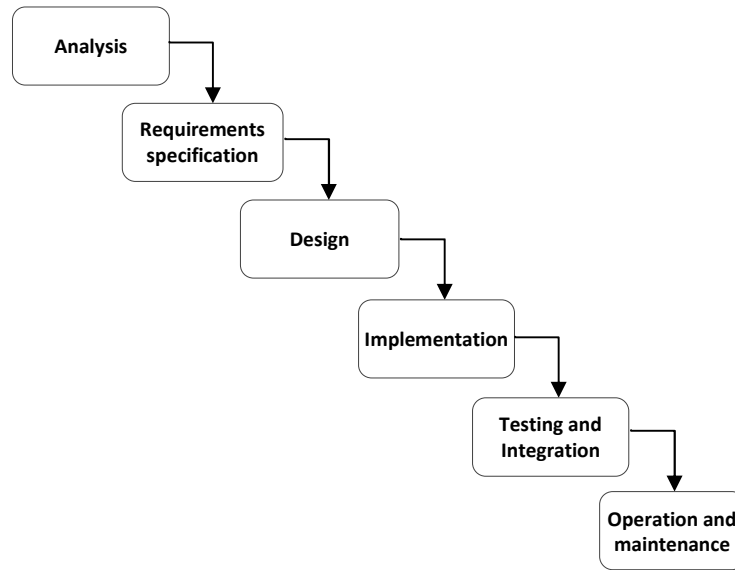 Analysis
Requirements
specification
Design
Implementation
Testing and
Integration
Operation and
maintenance